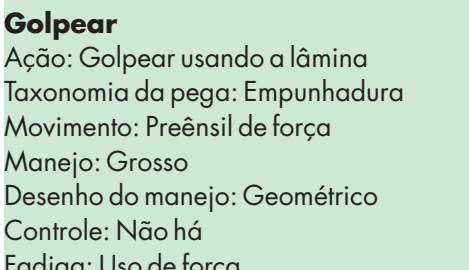 Golpear
Ação: Golpear usando a lâmina
Taxonomia da pega: Empunhadura
Movimento: Preênsil de força
Manejo: Grosso
Desenho do manejo: Geométrico
Controle: Não há
Fadiga: Uso de força